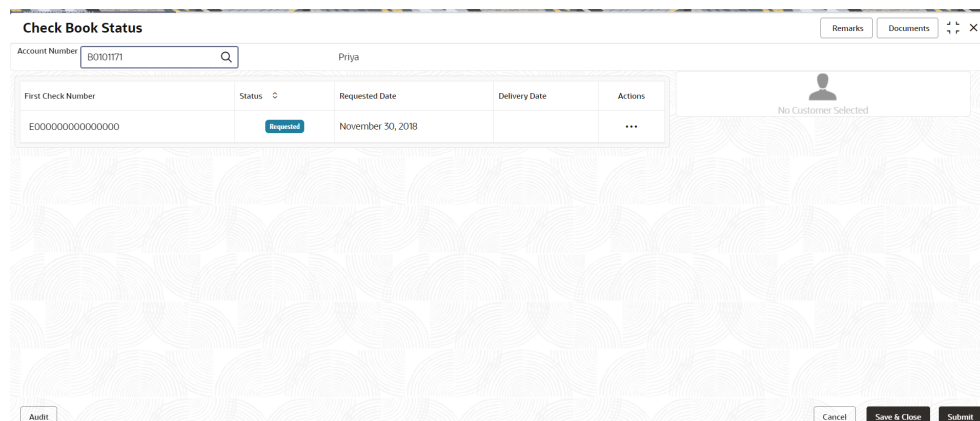 Check Book Status
Remarks
Documents
Account Number
B0101171
Priya
First Check Number Status Requested Date Delivery Date Actions
E000000000000000 Requested November 30, 2018
No Customer Selected
Audit
Cancel
Save & Close
Submit